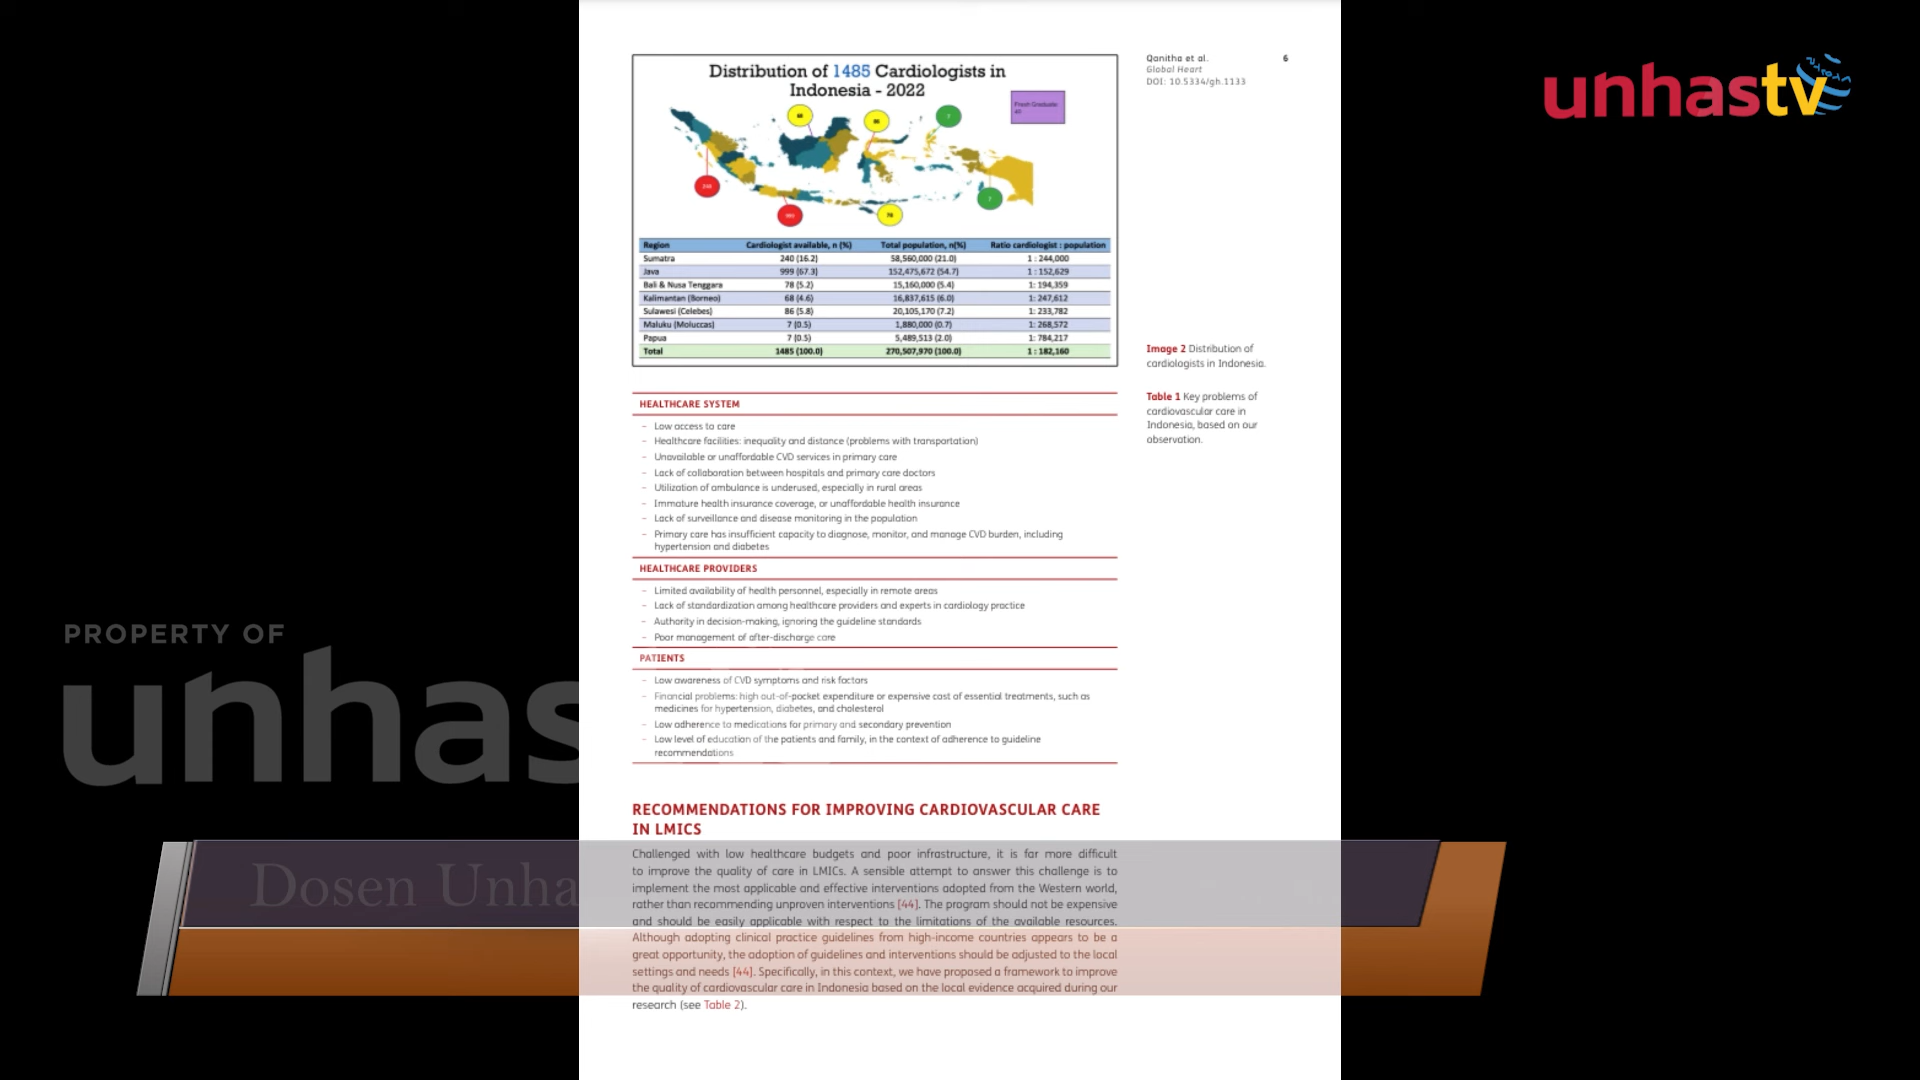 Distribution of 1485 Cardiologists in
Indonesia - 2022
Fresh Graduate:
40
68
86
7
240
999
78
7
Region Cardiologist available, n (%) Total population, n(%) Ratio cardiologist : population
Sumatra 240 (16.2) 58,560,000 (21.0) 1 : 244,000
Java 999 (67.3) 152,475,672 (54.7) 1 : 152,629
Bali & Nusa Tenggara 78 (5.2) 15,160,000 (5.4) 1: 194,359
Kalimantan (Borneo) 68 (4.6) 16,837,615 (6.0) 1: 247,612
Sulawesi (Celebes) 86 (5.8) 20,105,170 (7.2) 1: 233,782
Maluku (Moluccas) 7 (0.5) 1,880,000 (0.7) 1: 268,572
Papua 7 (0.5) 5,489,513 (2.0) 1: 784,217
Total 1485 (100.0) 270,507,970 (100.0) 1 : 182,160
Qanitha et al. 6
Global Heart
DOI: 10.5334/gh.1133
unhastv
Image 2 Distribution of
cardiologists in Indonesia.
Table 1 Key problems of
cardiovascular care in
Indonesia, based on our
observation.
HEALTHCARE SYSTEM
– Low access to care
– Healthcare facilities: inequality and distance (problems with transportation)
– Unavailable or unaffordable CVD services in primary care
– Lack of collaboration between hospitals and primary care doctors
– Utilization of ambulance is underused, especially in rural areas
– Immature health insurance coverage, or unaffordable health insurance
– Lack of surveillance and disease monitoring in the population
– Primary care has insufficient capacity to diagnose, monitor, and manage CVD burden, including
hypertension and diabetes
HEALTHCARE PROVIDERS
– Limited availability of health personnel, especially in remote areas
– Lack of standardization among healthcare providers and experts in cardiology practice
– Authority in decision-making, ignoring the guideline standards
– Poor management of after-discharge care
PATIENTS
– Low awareness of CVD symptoms and risk factors
– Financial problems: high out-of-pocket expenditure or expensive cost of essential treatments, such as
medicines for hypertension, diabetes, and cholesterol
– Low adherence to medications for primary and secondary prevention
– Low level of education of the patients and family, in the context of adherence to guideline
recommendations
PROPERTY OF
unhas
RECOMMENDATIONS FOR IMPROVING CARDIOVASCULAR CARE
IN LMICS
Challenged with low healthcare budgets and poor infrastructure, it is far more difficult
to improve the quality of care in LMICs. A sensible attempt to answer this challenge is to
implement the most applicable and effective interventions adopted from the Western world,
rather than recommending unproven interventions [44]. The program should not be expensive
and should be easily applicable with respect to the limitations of the available resources.
Although adopting clinical practice guidelines from high-income countries appears to be a
great opportunity, the adoption of guidelines and interventions should be adjusted to the local
settings and needs [44]. Specifically, in this context, we have proposed a framework to improve
the quality of cardiovascular care in Indonesia based on the local evidence acquired during our
research (see Table 2).
Dosen Unha